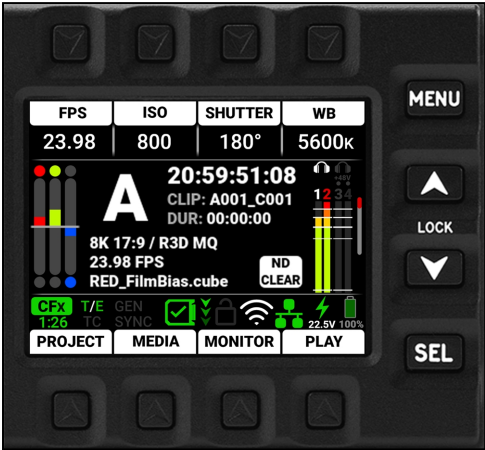 FPS ISO SHUTTER WB
23.98 800 180° 5600K
MENU
20:59:51:08
A
CLIP: A001_C001
DUR: 00:00:00
+48V
1 2 3 4
8K 17:9 / R3D MQ
23.98 FPS
RED_FilmBias.cube
ND
CLEAR
LOCK
CFx T/E GEN
1:26 TC SYNC
22.5V 100%
PROJECT MEDIA MONITOR PLAY
SEL